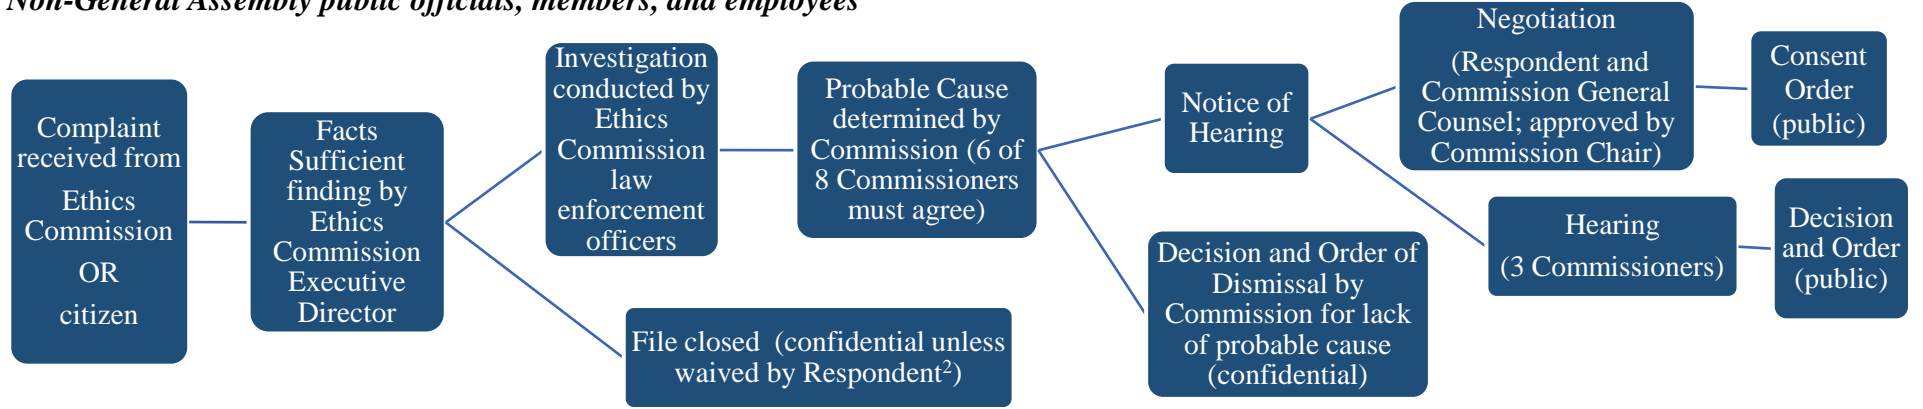 Non-General Assembly public officials, members, and employees
Complaint
received from
Ethics
Commission
OR
citizen
Facts
Sufficient
finding by
Ethics
Commission
Executive
Director
Investigation
conducted by
Ethics
Commission
law
enforcement
officers
File closed  (confidential unless
waived by Respondent²)
Probable Cause
determined by
Commission (6 of
8 Commissioners
must agree)
Notice of
Hearing
Decision and Order of
Dismissal by
Commission for lack
of probable cause
(confidential)
Negotiation
(Respondent and
Commission General
Counsel; approved by
Commission Chair)
Consent
Order
(public)
Hearing
(3 Commissioners)
Decision
and Order
(public)